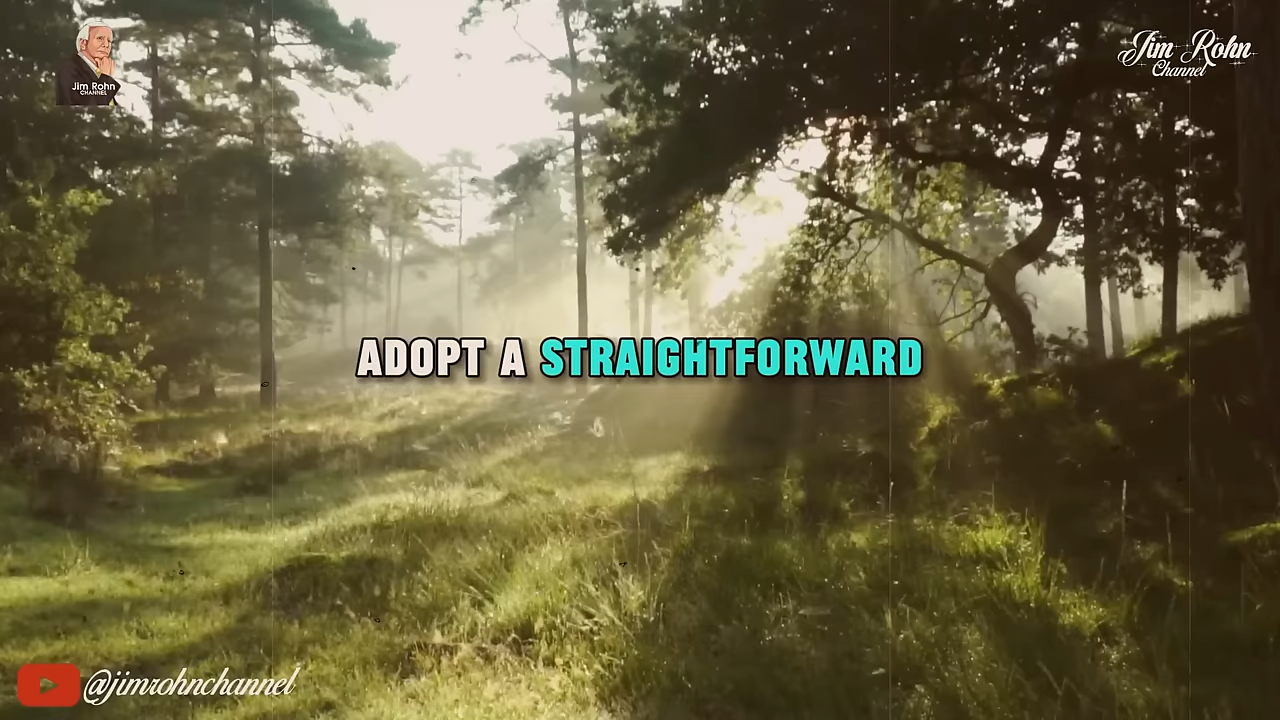 Jim Rohn
CHANNEL
Jim Rohn
Channel
ADOPT A STRAIGHTFORWARD
@jimrohnchannel